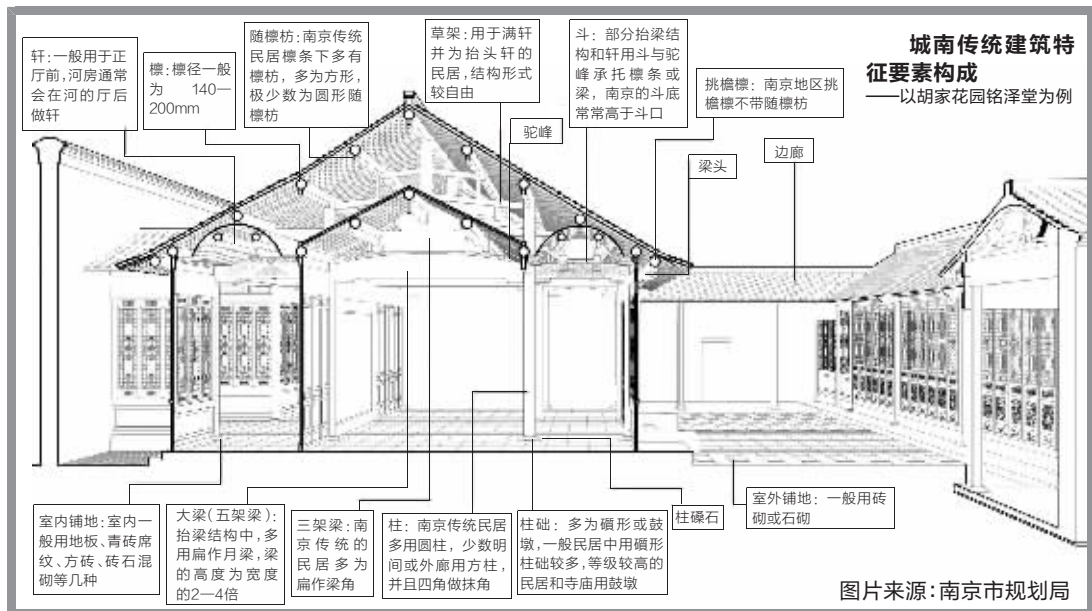 城南传统建筑特
征要素构成
——以胡家花园铭泽堂为例
轩:一般用于正
厅前,河房通常
会在河的厅后
做轩
檩:檩径一般
为 140—
200mm
随檩枋:南京传统
民居檩条下多有
檩枋,多为方形,
极少数为圆形随
檩枋
草架:用于满轩
并为抬头轩的
民居,结构形式
较自由
斗:部分抬梁结
构和轩用斗与驼
峰承托檩条或
梁,南京的斗底
常常高于斗口
挑檐檩:南京地区挑
檐檩不带随檩枋
驼峰
梁头
边廊
室内铺地:室内一
般用地板、青砖席
纹、方砖、砖石混
砌等几种
大梁(五架梁):
抬梁结构中,多
用扁作月梁,梁
的高度为宽度
的2—4倍
三架梁:南
京传统的
民居多为
扁作梁角
柱:南京传统民居
多用圆柱,少数明
间或外廊用方柱,
并且四角做抹角
柱础:多为櫍形或鼓
墩,一般民居中用櫍形
柱础较多,等级较高的
民居和寺庙用鼓墩
柱磉石
室外铺地:一般用砖
砌或石砌
图片来源:南京市规划局